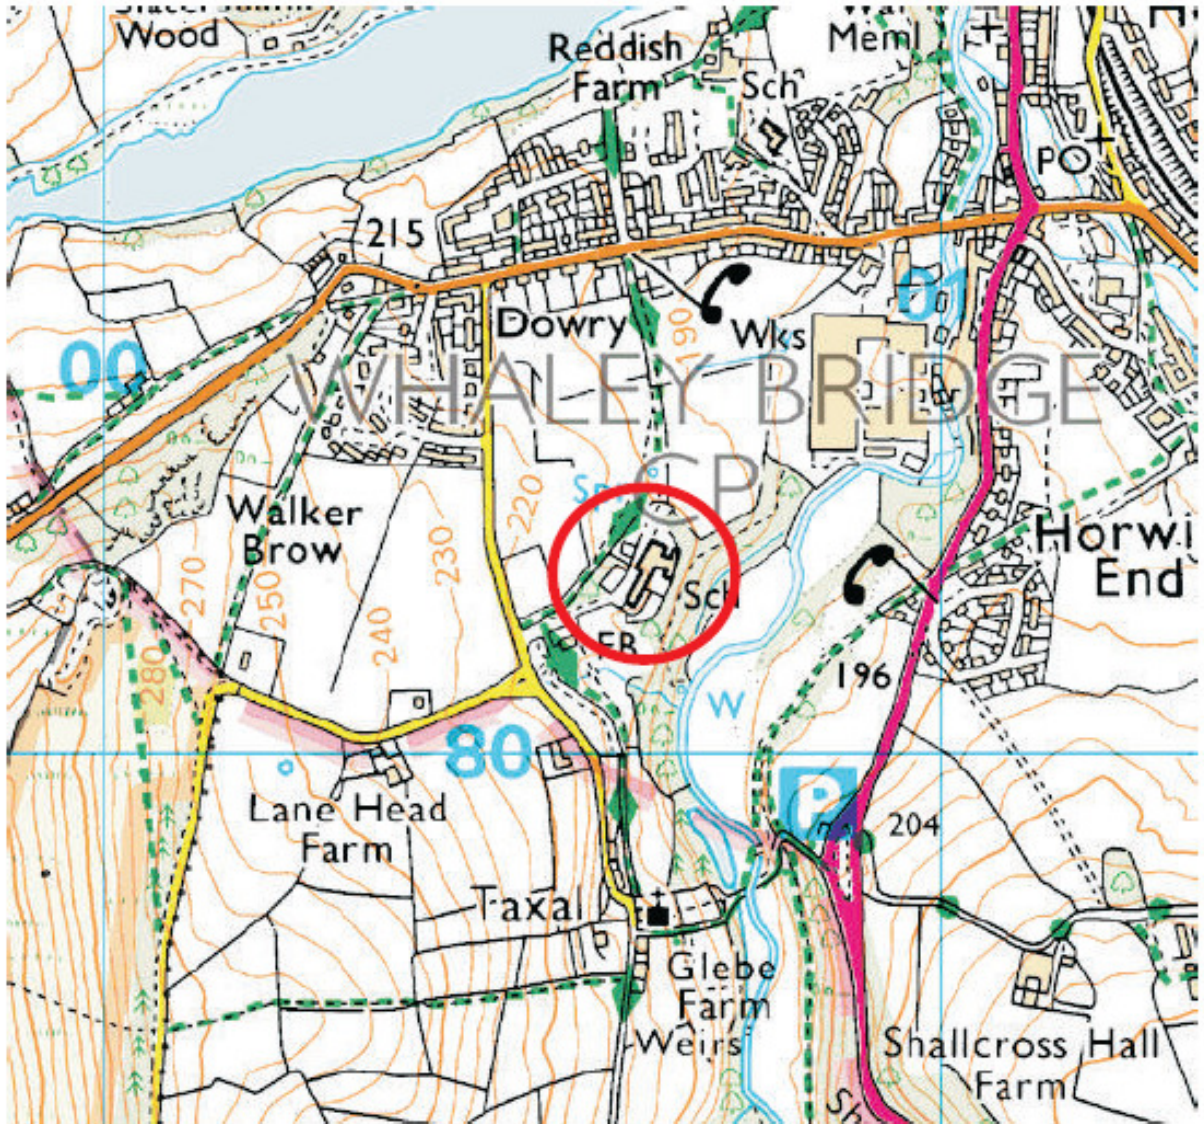 Wood
Reddish
Farm
Sch
Meml
PO
215
Dowry
190
Wks
01
00
WHALEY BRIDGE
CP
Spr
220
Walker
Brow
230
270
250
240
280
Sch
FB
Horwi
End
196
W
80
P
Lane Head
Farm
204
Taxal
Glebe
Farm
Weirs
Shallcross Hall
Farm
Sh